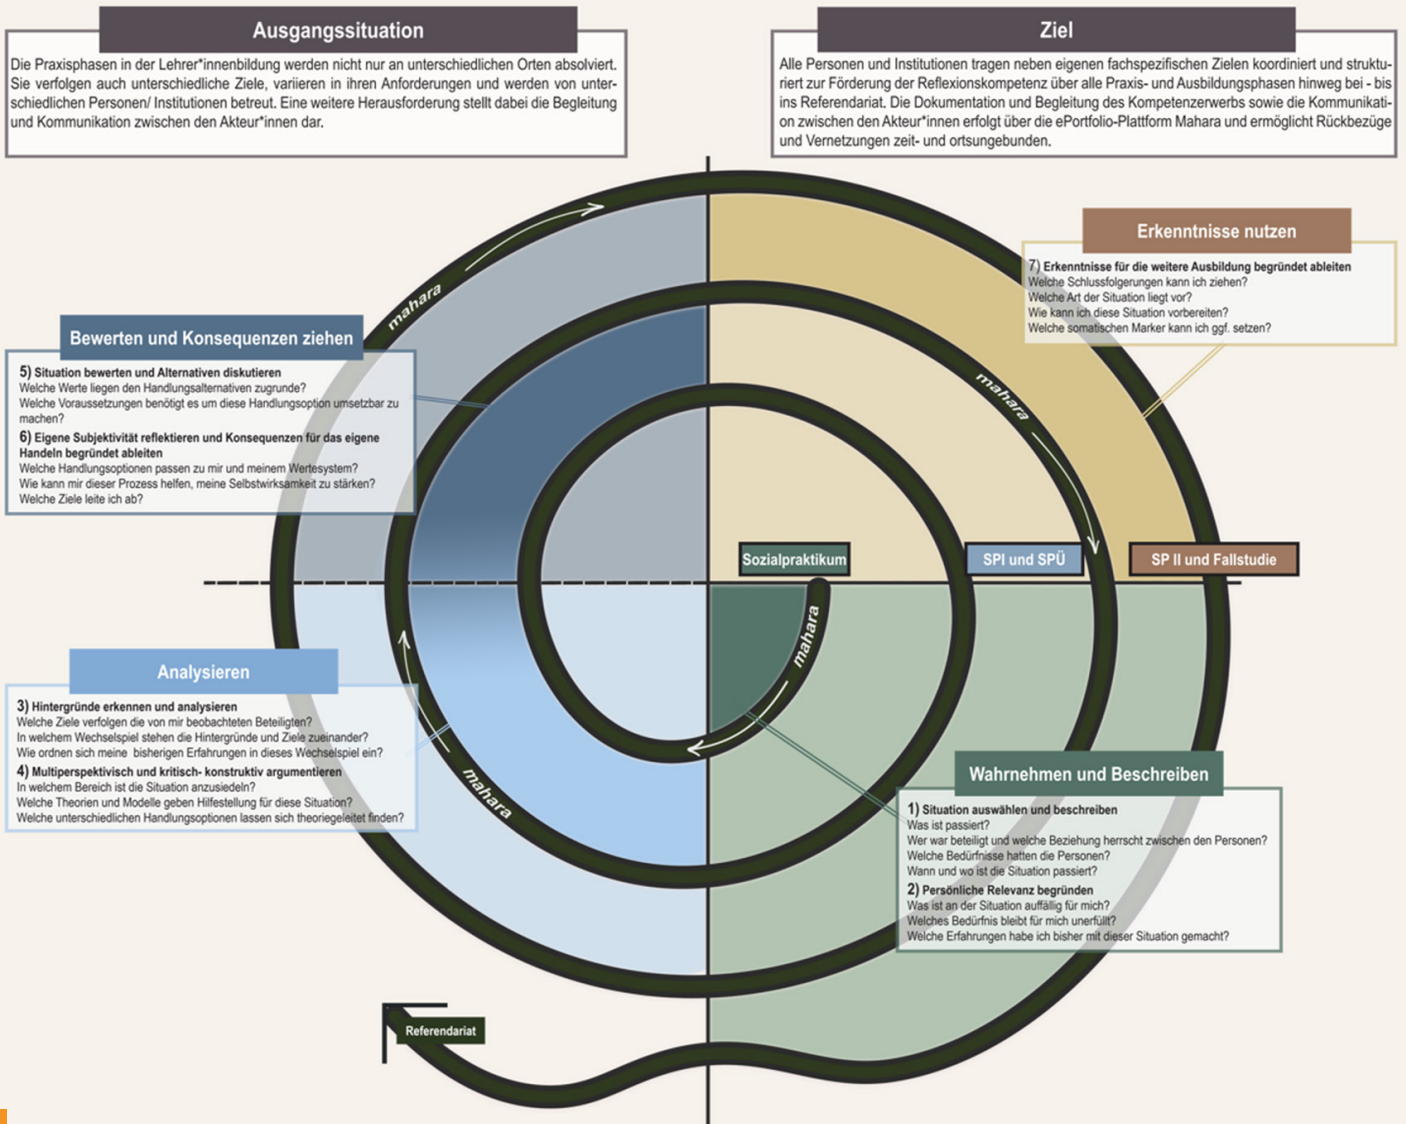 Ausgangssituation
Die Praxisphasen in der Lehrer*innenbildung werden nicht nur an unterschiedlichen Orten absolviert.
Sie verfolgen auch unterschiedliche Ziele, variieren in ihren Anforderungen und werden von unter-
schiedlichen Personen/ Institutionen betreut. Eine weitere Herausforderung stellt dabei die Begleitung
und Kommunikation zwischen den Akteur*innen dar.
Ziel
Alle Personen und Institutionen tragen neben eigenen fachspezifischen Zielen koordiniert und struktu-
riert zur Förderung der Reflexionskompetenz über alle Praxis- und Ausbildungsphasen hinweg bei - bis
ins Referendariat. Die Dokumentation und Begleitung des Kompetenzerwerbs sowie die Kommunikati-
on zwischen den Akteur*innen erfolgt über die ePortfolio-Plattform Mahara und ermöglicht Rückbezüge
und Vernetzungen zeit- und ortsungebunden.
Erkenntnisse nutzen
7) Erkenntnisse für die weitere Ausbildung begründet ableiten
Welche Schlussfolgerungen kann ich ziehen?
Welche Art der Situation liegt vor?
Wie kann ich diese Situation vorbereiten?
Welche somatischen Marker kann ich ggf. setzen?
mahara
Bewerten und Konsequenzen ziehen
5) Situation bewerten und Alternativen diskutieren
Welche Werte liegen den Handlungsalternativen zugrunde?
Welche Voraussetzungen benötigt es um diese Handlungsoption umsetzbar zu
machen?
6) Eigene Subjektivität reflektieren und Konsequenzen für das eigene
Handeln begründet ableiten
Welche Handlungsoptionen passen zu mir und meinem Wertesystem?
Wie kann mir dieser Prozess helfen, meine Selbstwirksamkeit zu stärken?
Welche Ziele leite ich ab?
mahara
Sozialpraktikum
SPI und SPÜ
SP II und Fallstudie
mahara
Analysieren
3) Hintergründe erkennen und analysieren
Welche Ziele verfolgen die von mir beobachteten Beteiligten?
In welchem Wechselspiel stehen die Hintergründe und Ziele zueinander?
Wie ordnen sich meine bisherigen Erfahrungen in dieses Wechselspiel ein?
4) Multiperspektivisch und kritisch- konstruktiv argumentieren
In welchem Bereich ist die Situation anzusiedeln?
Welche Theorien und Modelle geben Hilfestellung für diese Situation?
Welche unterschiedlichen Handlungsoptionen lassen sich theoriegeleitet finden?
mahara
Wahrnehmen und Beschreiben
1) Situation auswählen und beschreiben
Was ist passiert?
Wer war beteiligt und welche Beziehung herrscht zwischen den Personen?
Welche Bedürfnisse hatten die Personen?
Wann und wo ist die Situation passiert?
2) Persönliche Relevanz begründen
Was ist an der Situation auffällig für mich?
Welches Bedürfnis bleibt für mich unerfüllt?
Welche Erfahrungen habe ich bisher mit dieser Situation gemacht?
Referendariat